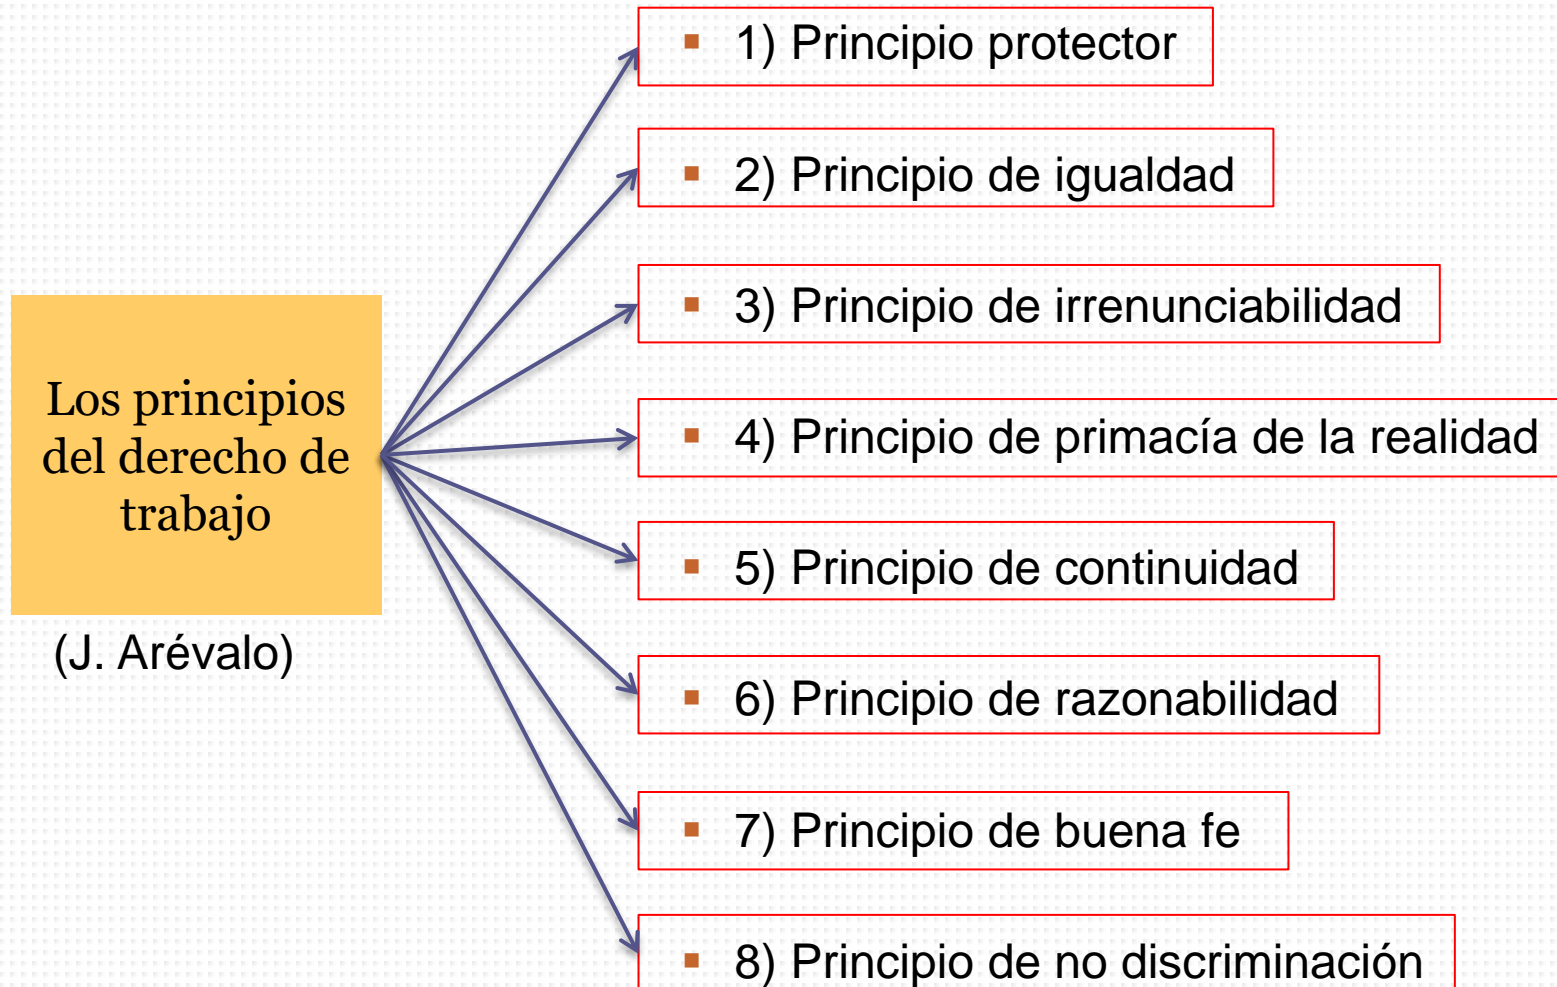 Los principios
del derecho de
trabajo
(J. Arévalo)
▪ 1) Principio protector
▪ 2) Principio de igualdad
▪ 3) Principio de irrenunciabilidad
▪ 4) Principio de primacía de la realidad
▪ 5) Principio de continuidad
▪ 6) Principio de razonabilidad
▪ 7) Principio de buena fe
▪ 8) Principio de no discriminación